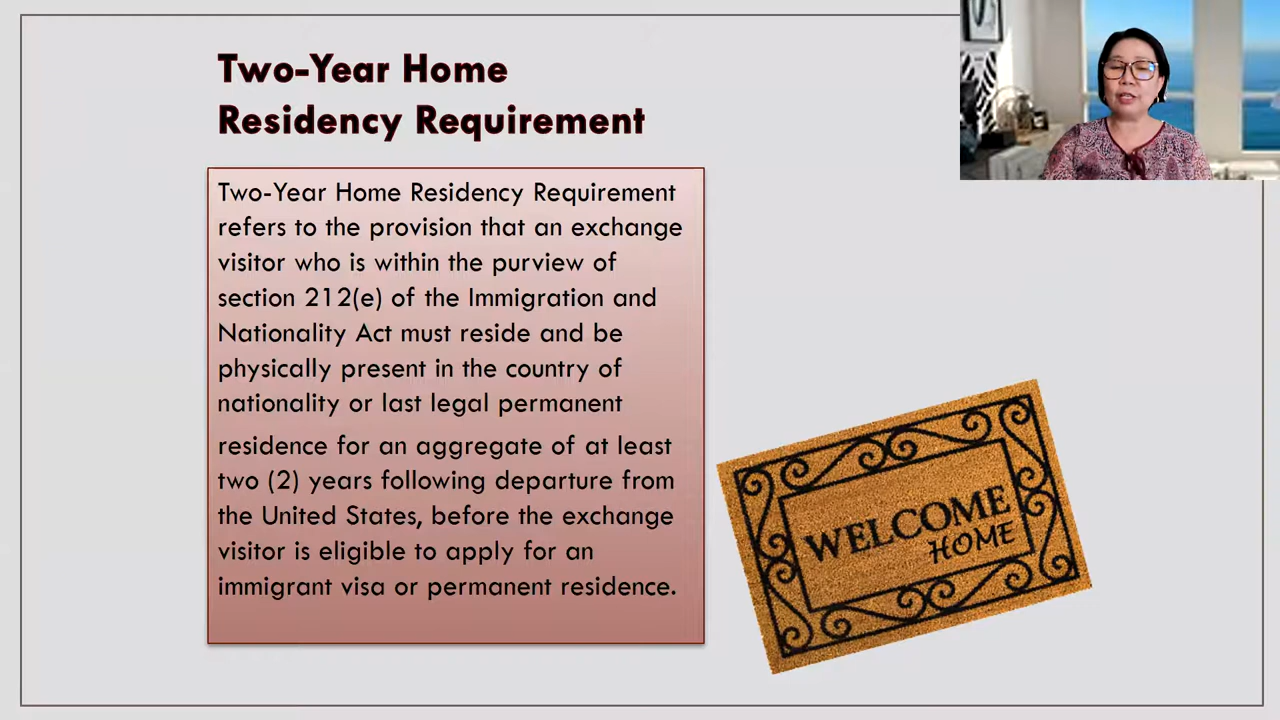 Two-Year Home
Residency Requirement
Two-Year Home Residency Requirement
refers to the provision that an exchange
visitor who is within the purview of
section 212(e) of the Immigration and
Nationality Act must reside and be
physically present in the country of
nationality or last legal permanent
residence for an aggregate of at least
two (2) years following departure from
the United States, before the exchange
visitor is eligible to apply for an
immigrant visa or permanent residence.
WELCOME
HOME